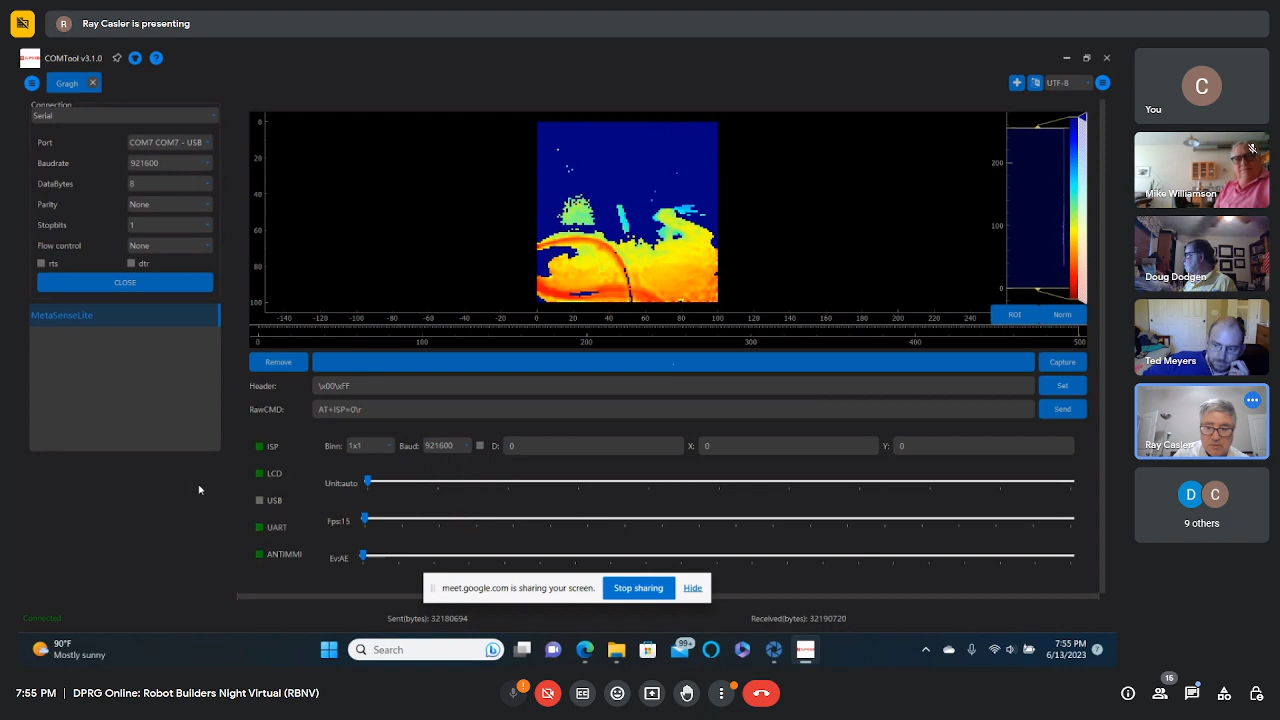 R Ray Casler is presenting
COMTool v3.1.0
Gragh
UTF-8
Connection
Serial
Port COM7 COM7 - USB
Baudrate 921600
DataBytes 8
Parity None
Stopbits 1
Flow control None
rts dtr
CLOSE
MetaSenseLite
0
20
40
60
80
100
-140 -120 -100 -80 -60 -40 -20 0 20 40 60 80 100 120 140 160 180 200 220 240
200
100
0
ROI Norm
0 100 200 300 400 500
Remove Capture
Header: \x00\xFF Set
RawCMD: AT+ISP=0\r Send
ISP Binn: 1x1 Baud: 921600 D: 0 X: 0 Y: 0
LCD
Unit:auto
USB
Fps:15
UART
ANTIMMI
Ev:AE
meet.google.com is sharing your screen. Stop sharing Hide
Connected Sent(bytes): 32180694 Received(bytes): 32190720
90°F
Mostly sunny
Search
99+
7:55 PM
6/13/2023
C
You
Mike Williamson
Doug Dodgen
Ted Meyers
Ray Casler
D C
9 others
7:55 PM | DPRG Online: Robot Builders Night Virtual (RBNV)
16